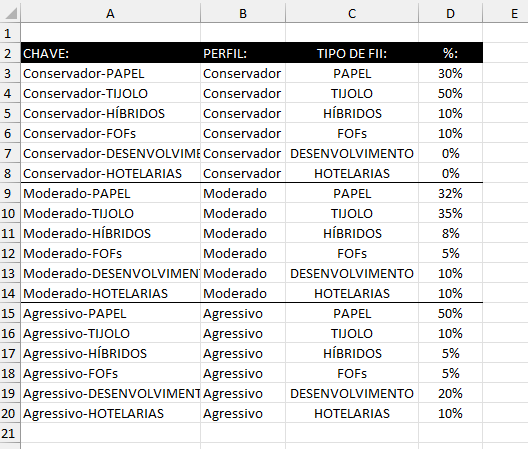 A B C D E
1
2 CHAVE: PERFIL: TIPO DE FII: %:
3 Conservador-PAPEL Conservador PAPEL 30%
4 Conservador-TIJOLO Conservador TIJOLO 50%
5 Conservador-HÍBRIDOS Conservador HÍBRIDOS 10%
6 Conservador-FOFs Conservador FOFs 10%
7 Conservador-DESENVOLVIME Conservador DESENVOLVIMENTO 0%
8 Conservador-HOTELARIAS Conservador HOTELARIAS 0%
9 Moderado-PAPEL Moderado PAPEL 32%
10 Moderado-TIJOLO Moderado TIJOLO 35%
11 Moderado-HÍBRIDOS Moderado HÍBRIDOS 8%
12 Moderado-FOFs Moderado FOFs 5%
13 Moderado-DESENVOLVIMEN Moderado DESENVOLVIMENTO 10%
14 Moderado-HOTELARIAS Moderado HOTELARIAS 10%
15 Agressivo-PAPEL Agressivo PAPEL 50%
16 Agressivo-TIJOLO Agressivo TIJOLO 10%
17 Agressivo-HÍBRIDOS Agressivo HÍBRIDOS 5%
18 Agressivo-FOFs Agressivo FOFs 5%
19 Agressivo-DESENVOLVIMENT Agressivo DESENVOLVIMENTO 20%
20 Agressivo-HOTELARIAS Agressivo HOTELARIAS 10%
21